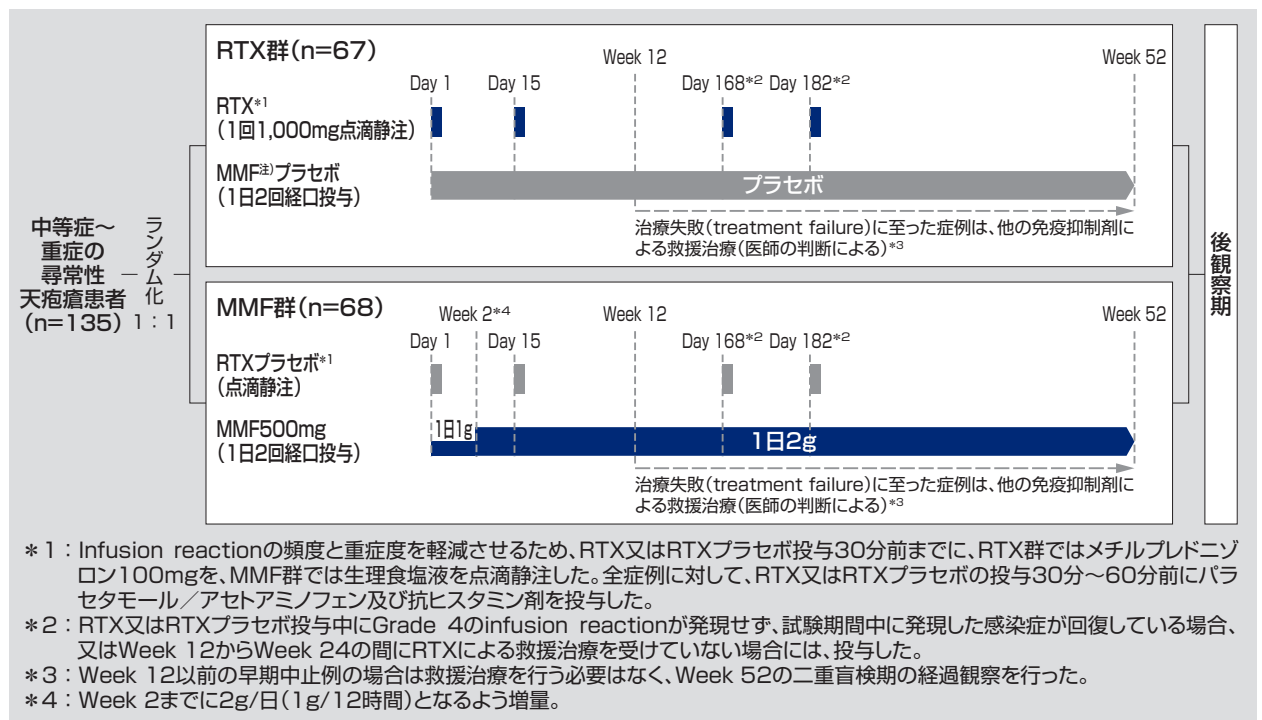 中等症～
重症の
尋常性
天疱瘡患者
(n=135)
ランダム化
1：1
RTX群(n=67)
Week 12
Week 52
Day 1
Day 15
Day 168*2
Day 182*2
RTX*1
(1回1,000mg点滴静注)
MMF注)プラセボ
(1日2回経口投与)
プラセボ
治療失敗(treatment failure)に至った症例は、他の免疫抑制剤に
よる救援治療(医師の判断による)*3
MMF群(n=68)
Week 2*4
Week 12
Week 52
Day 1
Day 15
Day 168*2
Day 182*2
RTXプラセボ*1
(点滴静注)
MMF500mg
(1日2回経口投与)
1日1g
1日2g
治療失敗(treatment failure)に至った症例は、他の免疫抑制剤に
よる救援治療(医師の判断による)*3
後観察期
＊1：Infusion reactionの頻度と重症度を軽減させるため、RTX又はRTXプラセボ投与30分前までに、RTX群ではメチルプレドニゾ
ロン100mgを、MMF群では生理食塩液を点滴静注した。全症例に対して、RTX又はRTXプラセボの投与30分～60分前にパラ
セタモール／アセトアミノフェン及び抗ヒスタミン剤を投与した。
＊2：RTX又はRTXプラセボ投与中にGrade 4のinfusion reactionが発現せず、試験期間中に発現した感染症が回復している場合、
又はWeek 12からWeek 24の間にRTXによる救援治療を受けていない場合には、投与した。
＊3：Week 12以前の早期中止例の場合は救援治療を行う必要はなく、Week 52の二重盲検期の経過観察を行った。
＊4：Week 2までに2g/日(1g/12時間)となるよう増量。